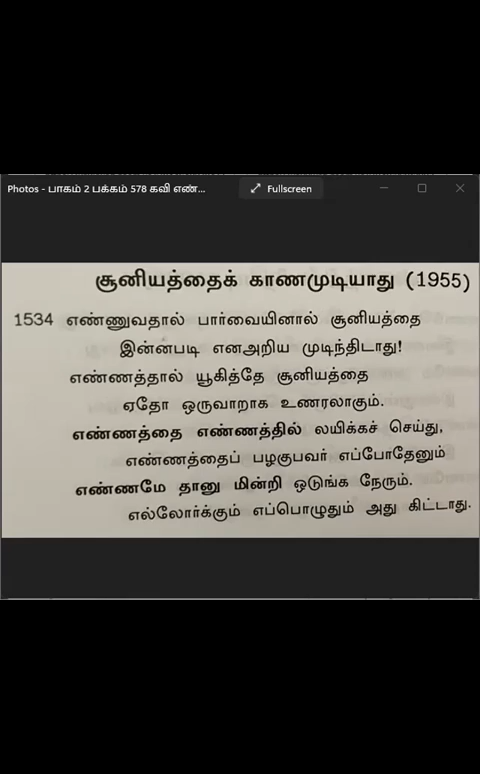 Photos - பாகம் 2 பக்கம் 578 கவி எண்...
Fullscreen
சூனியத்தைக் காணமுடியாது (1955)
1534 எண்ணுவதால் பார்வையினால் சூனியத்தை
இன்னபடி எனஅறிய முடிந்திடாது!
எண்ணத்தால் யூகித்தே சூனியத்தை
ஏதோ ஒருவாறாக உணரலாகும்.
எண்ணத்தை எண்ணத்தில் லயிக்கச் செய்து,
எண்ணத்தைப் பழகுபவர் எப்போதேனும்
எண்ணமே தானு மின்றி ஒடுங்க நேரும்.
எல்லோர்க்கும் எப்பொழுதும் அது கிட்டாது.